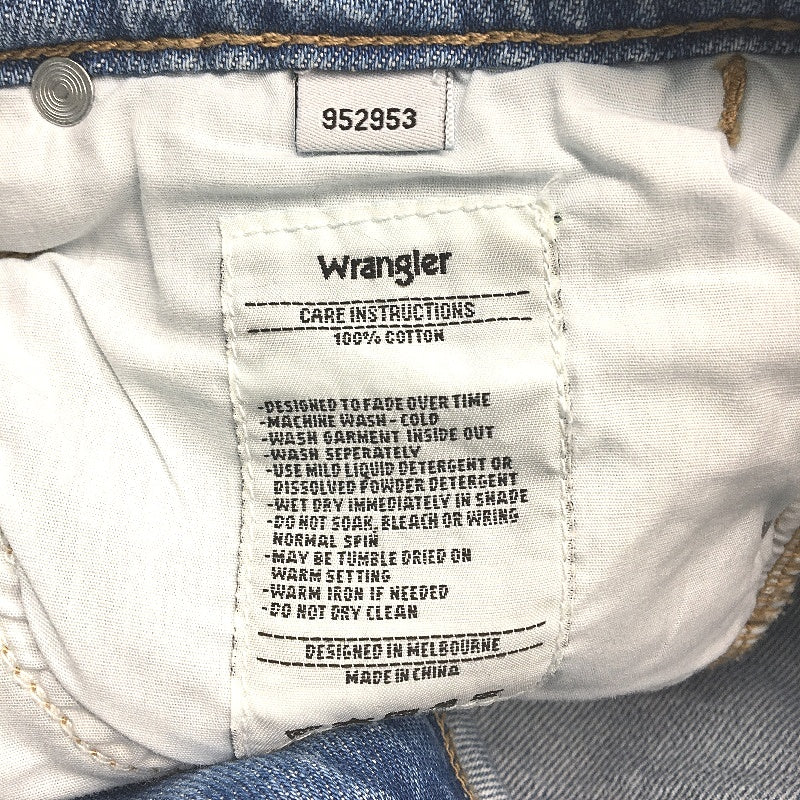 952953
Wrangler
CARE INSTRUCTIONS
100% COTTON
-DESIGNED TO FADE OVER TIME
-MACHINE WASH - COLD
-WASH GARMENT INSIDE OUT
-WASH SEPERATELY
-USE MILD LIQUID DETERGENT OR
DISSOLVED POWDER DETERGENT
-WET DRY IMMEDIATELY IN SHADE
-DO NOT SOAK, BLEACH OR WRING
NORMAL SPIN
-MAY BE TUMBLE DRIED ON
WARM SETTING
-WARM IRON IF NEEDED
-DO NOT DRY CLEAN
DESIGNED IN MELBOURNE
MADE IN CHINA